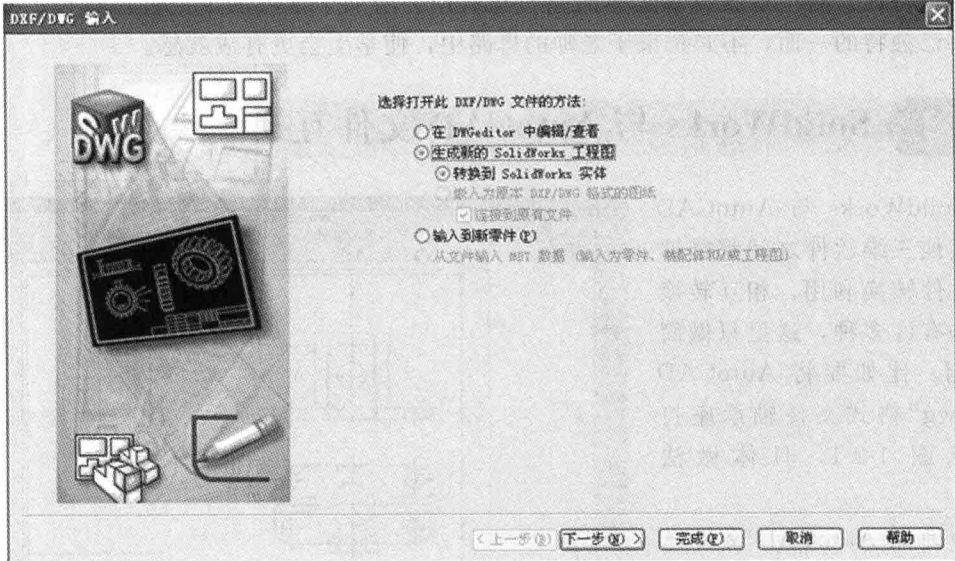 DXF/DWG 输入
SW
DWG
选择打开此 DXF/DWG 文件的方法:
在 DWGeditor 中编辑/查看
生成新的 SolidWorks 工程图
转换到 SolidWorks 实体
嵌入为原本 DXF/DWG 格式的图纸
连接到原有文件
输入到新零件(P)
从文件输入 MBT 数据 (输入为零件、装配体和/或工程图)
< 上一步(B)
下一步(N) >
完成(F)
取消
帮助